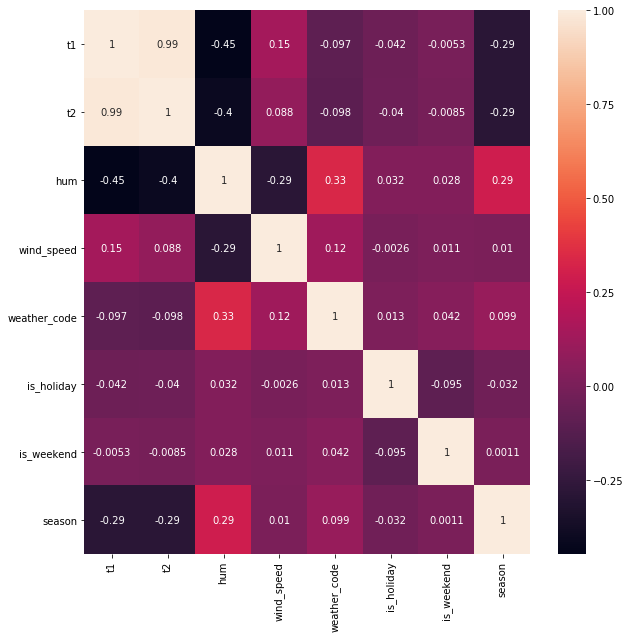 t1 1 0.99 -0.45 0.15 -0.097 -0.042 -0.0053 -0.29
t2 0.99 1 -0.4 0.088 -0.098 -0.04 -0.0085 -0.29
hum -0.45 -0.4 1 -0.29 0.33 0.032 0.028 0.29
wind_speed 0.15 0.088 -0.29 1 0.12 -0.0026 0.011 0.01
weather_code -0.097 -0.098 0.33 0.12 1 0.013 0.042 0.099
is_holiday -0.042 -0.04 0.032 -0.0026 0.013 1 -0.095 -0.032
is_weekend -0.0053 -0.0085 0.028 0.011 0.042 -0.095 1 0.0011
season -0.29 -0.29 0.29 0.01 0.099 -0.032 0.0011 1
t1
t2
hum
wind_speed
weather_code
is_holiday
is_weekend
season
1.00
0.75
0.50
0.25
0.00
−0.25